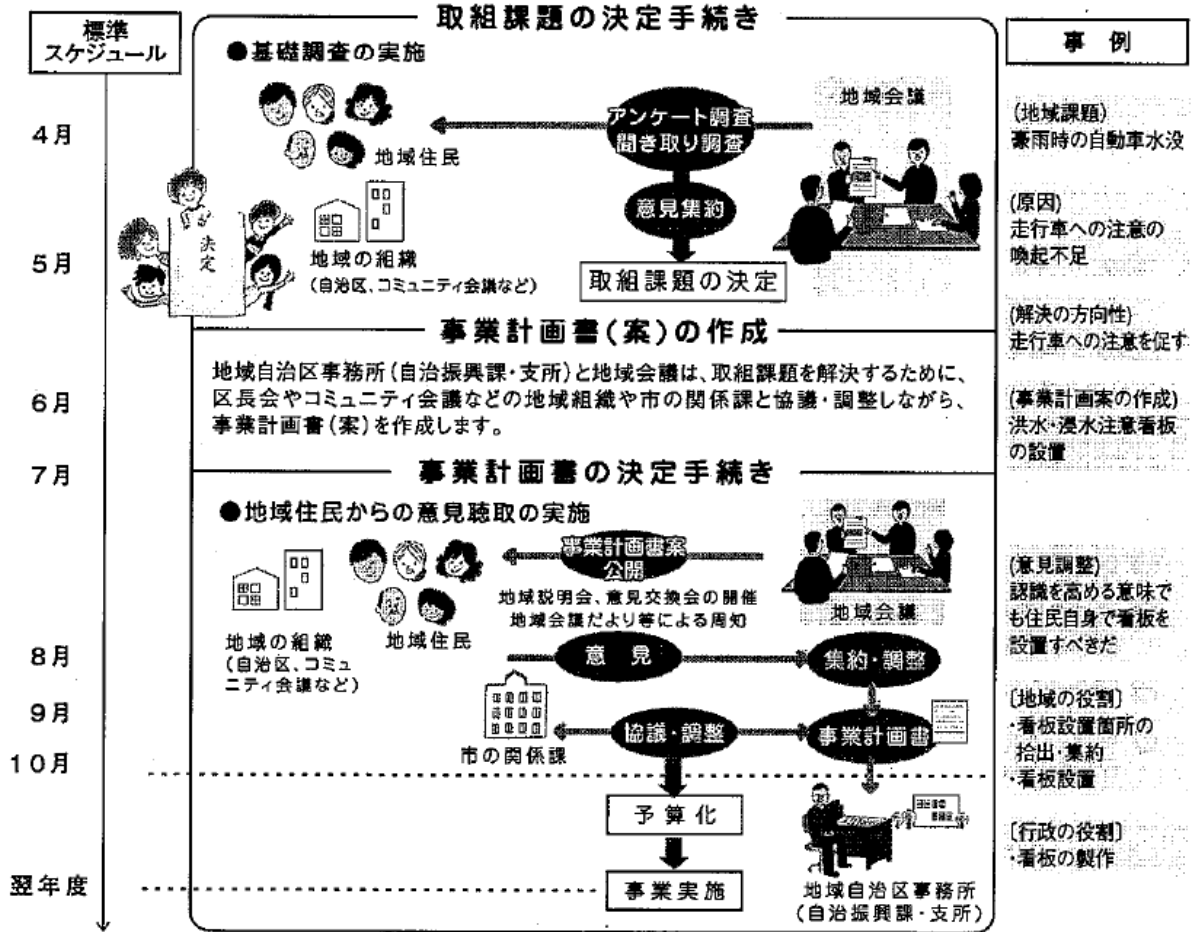 標準
スケジュール
4月
5月
6月
7月
8月
9月
10月
翌年度
取組課題の決定手続き
●基礎調査の実施
地域住民
アンケート調査
聞き取り調査
地域会議
意見集約
決定
地域の組織
(自治区、コミュニティ会議など)
取組課題の決定
事業計画書(案)の作成
地域自治区事務所(自治振興課・支所)と地域会議は、取組課題を解決するために、
区長会やコミュニティ会議などの地域組織や市の関係課と協議・調整しながら、
事業計画書(案)を作成します。
事業計画書の決定手続き
●地域住民からの意見聴取の実施
事業計画書案
公開
地域説明会、意見交換会の開催
地域会議だより等による周知
地域会議
地域の組織
(自治区、コミュ
ニティ会議など)
地域住民
意見
集約・調整
市の関係課
協議・調整
事業計画書
予算化
事業実施
地域自治区事務所
(自治振興課・支所)
事例
(地域課題)
豪雨時の自動車水没
(原因)
走行車への注意の
喚起不足
(解決の方向性)
走行車への注意を促す
(事業計画案の作成)
洪水・浸水注意看板
の設置
(意見調整)
認識を高める意味で
も住民自身で看板を
設置すべきだ
〔地域の役割〕
・看板設置箇所の
拾出・集約
・看板設置
〔行政の役割〕
・看板の製作